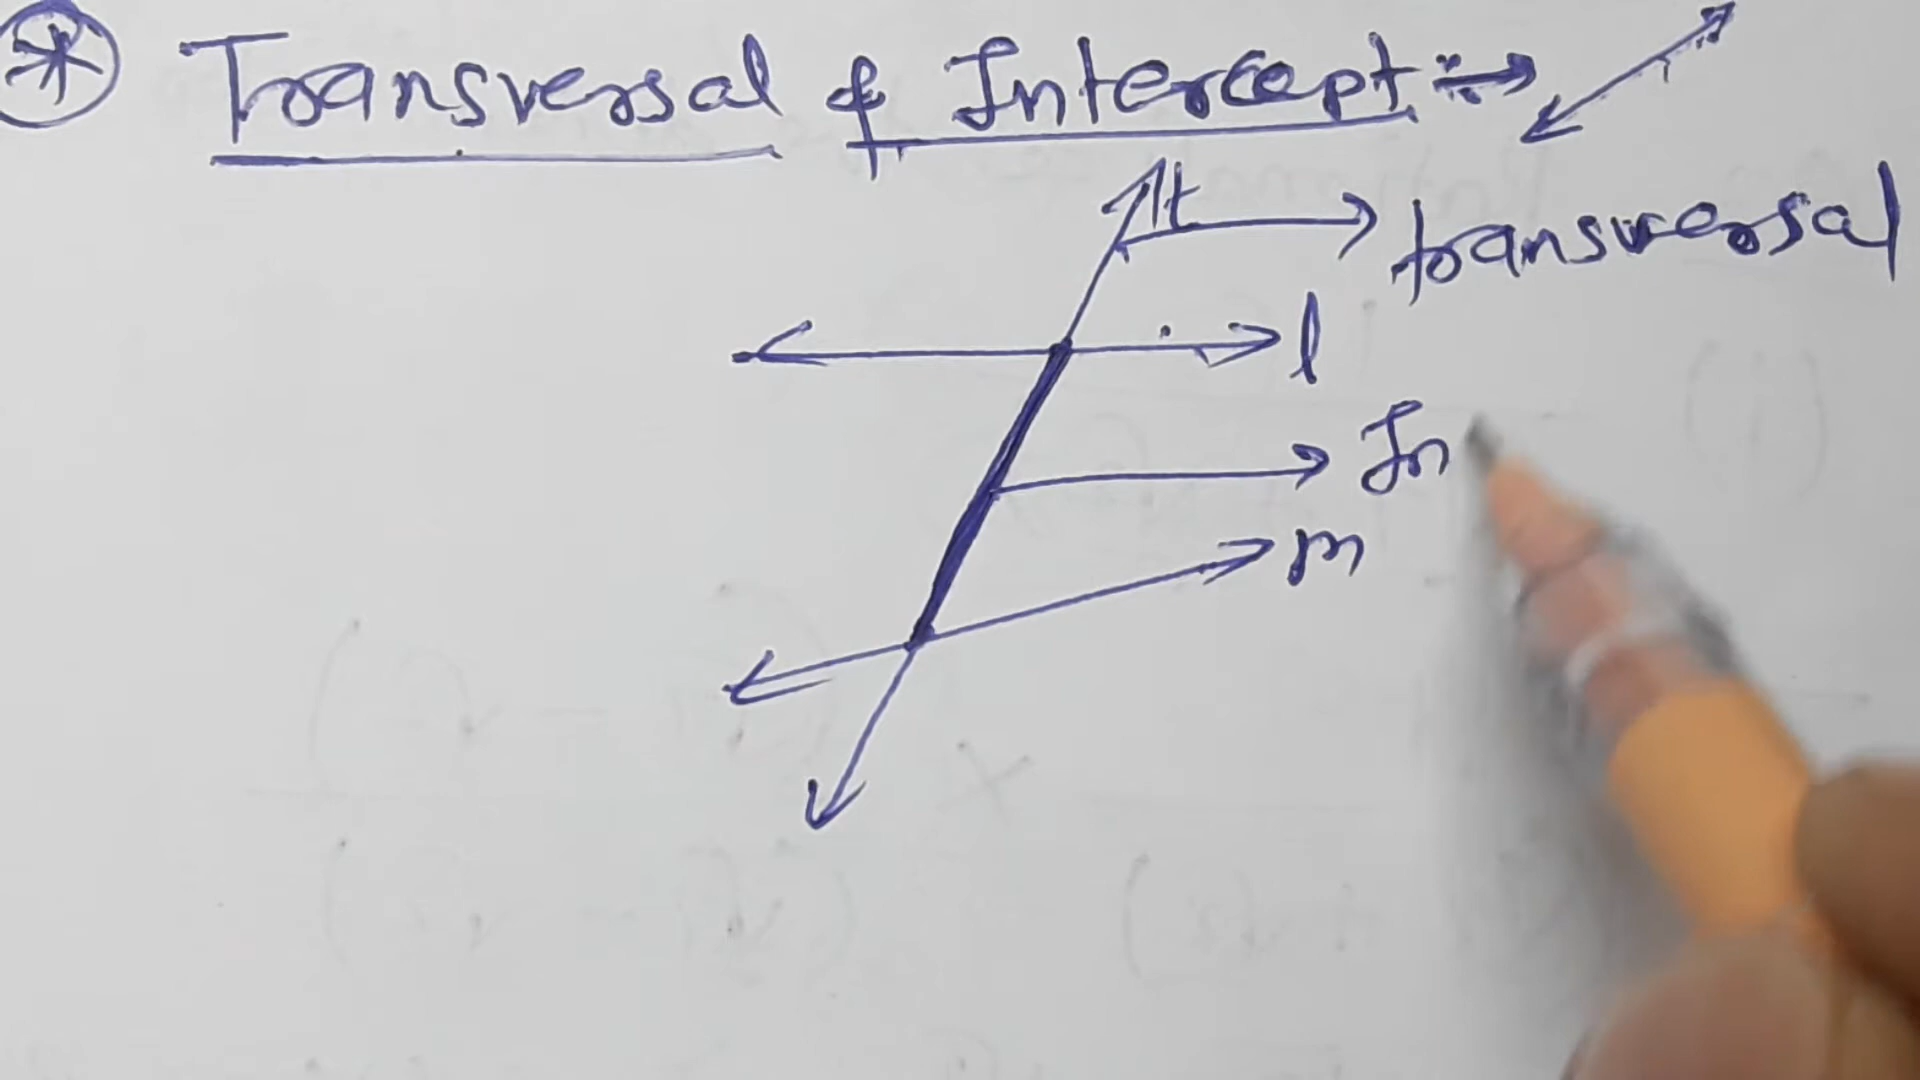 * Transversal & Intercept :→
t
transversal
l
In
m